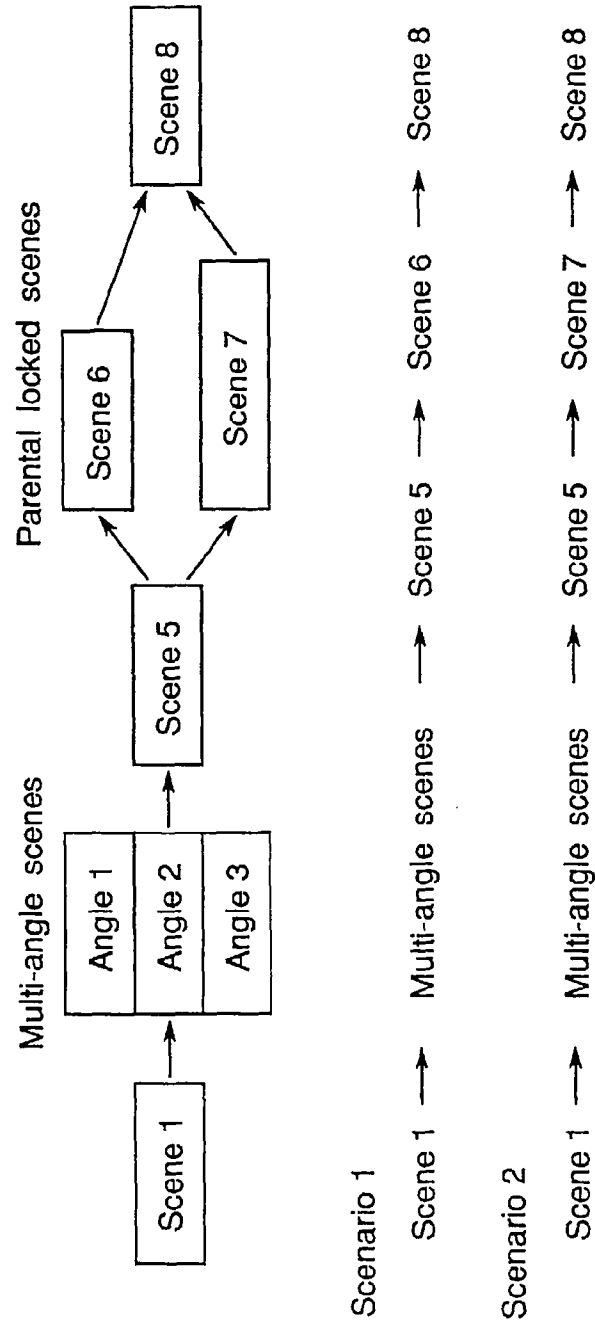 Multi-angle scenes
Parental locked scenes
Scene 1
Angle 1
Angle 2
Angle 3
Scene 5
Scene 6
Scene 7
Scene 8
Scenario 1
Scene 1 → Multi-angle scenes → Scene 5 → Scene 6 → Scene 8
Scenario 2
Scene 1 → Multi-angle scenes → Scene 5 → Scene 7 → Scene 8